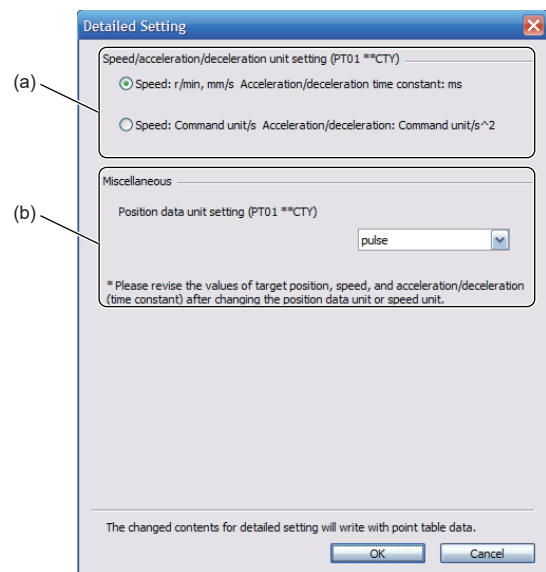 Detailed Setting
Speed/acceleration/deceleration unit setting (PT01 **CTY)
(a)
Speed: r/min, mm/s Acceleration/deceleration time constant: ms
Speed: Command unit/s Acceleration/deceleration: Command unit/s^2
Miscellaneous
(b)
Position data unit setting (PT01 **CTY)
pulse
* Please revise the values of target position, speed, and acceleration/deceleration
(time constant) after changing the position data unit or speed unit.
The changed contents for detailed setting will write with point table data.
OK Cancel